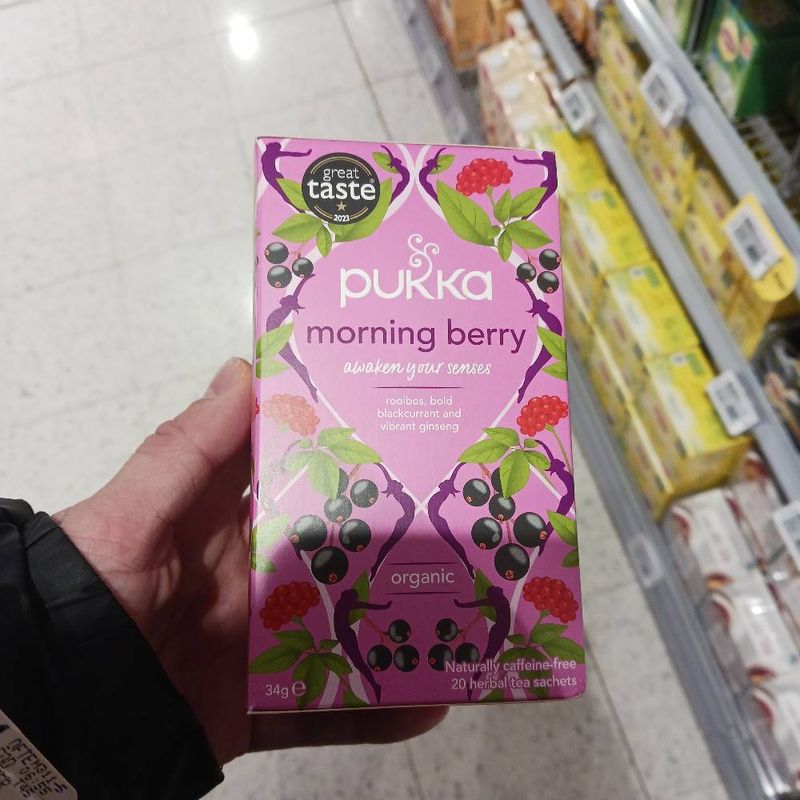 great
taste
2023
pukka
morning berry
awaken your senses
rooibos, bold
blackcurrant and
vibrant ginseng
organic
Naturally caffeine-free
20 herbal tea sachets
34g ℮